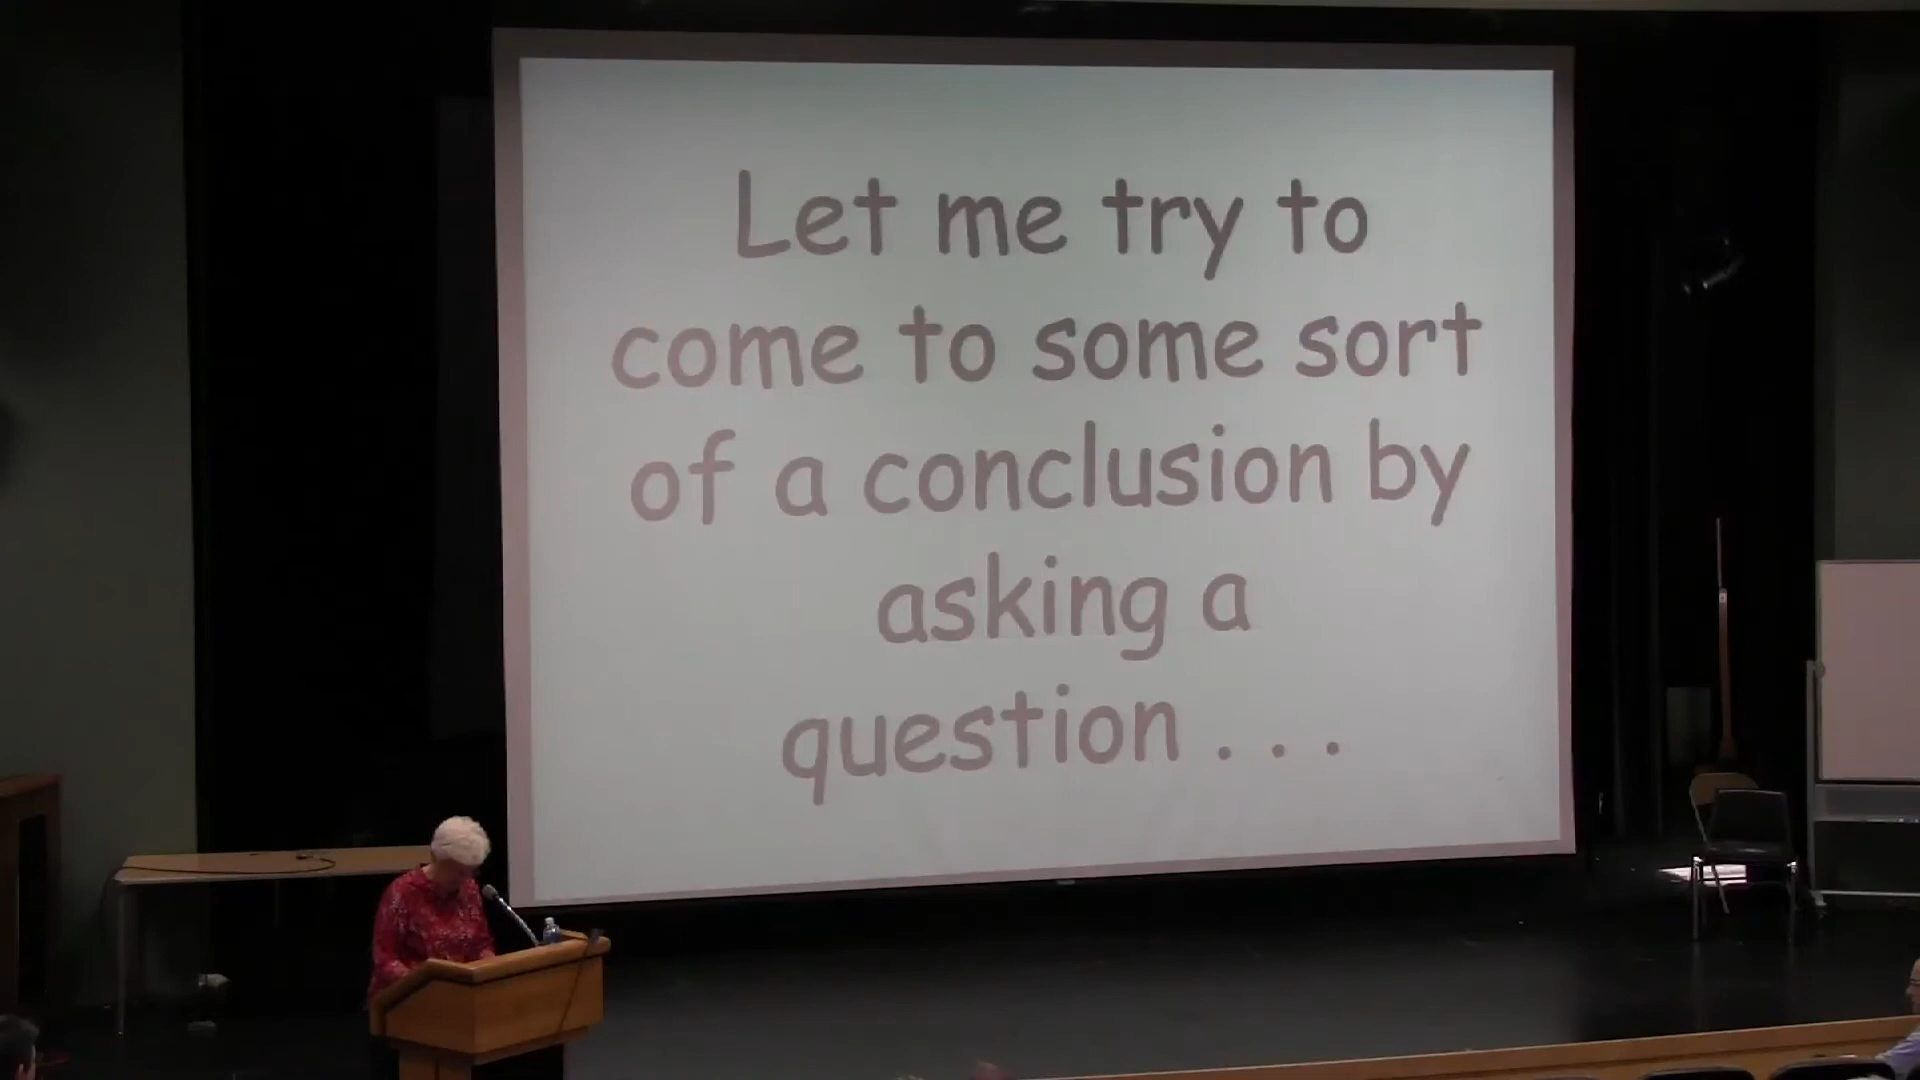 Let me try to
come to some sort
of a conclusion by
asking a
question . . .